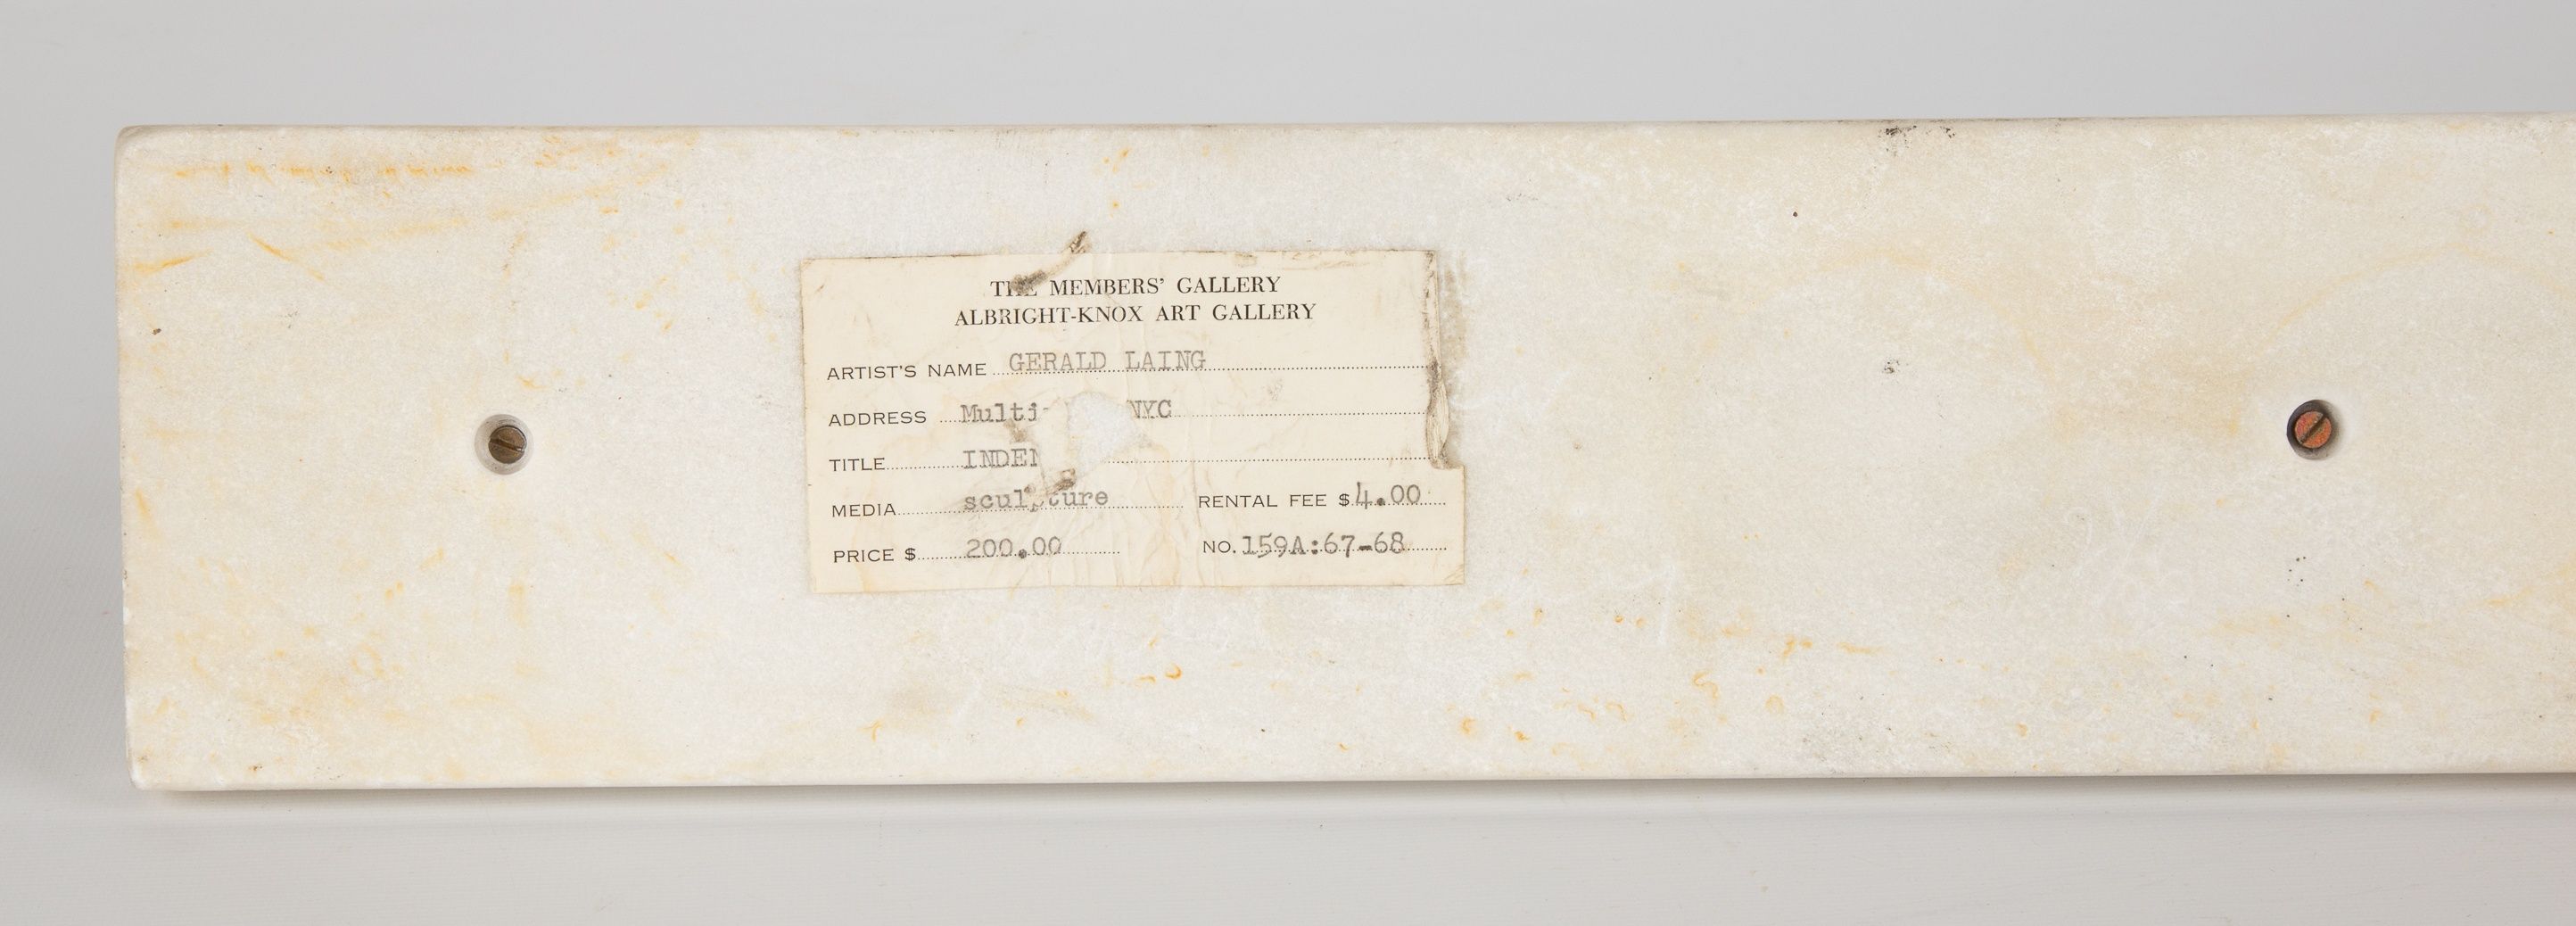 THE MEMBERS' GALLERY
ALBRIGHT-KNOX ART GALLERY
ARTIST'S NAME GERALD LAING
ADDRESS NYC
TITLE
MEDIA sculpture RENTAL FEE $ 4.00
PRICE $ 200.00 NO. 159A:67-68